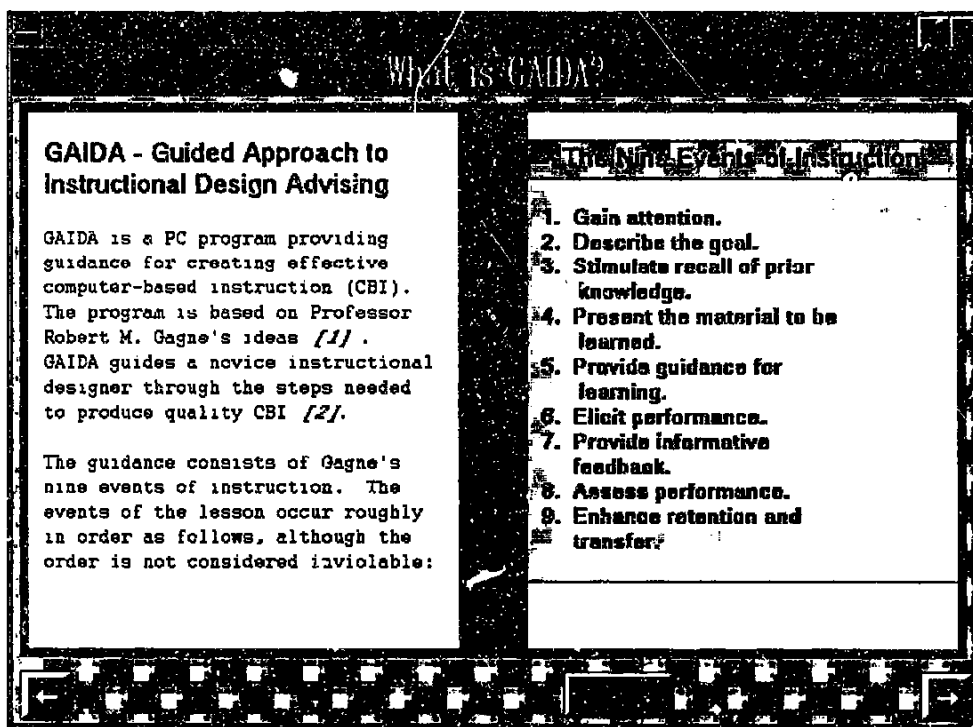 What is GAIDA?
GAIDA - Guided Approach to
Instructional Design Advising
GAIDA is a PC program providing
guidance for creating effective
computer-based instruction (CBI).
The program is based on Professor
Robert M. Gagne's ideas [1] .
GAIDA guides a novice instructional
designer through the steps needed
to produce quality CBI [2].
The guidance consists of Gagne's
nine events of instruction. The
events of the lesson occur roughly
in order as follows, although the
order is not considered inviolable:
The Nine Events of Instruction
1. Gain attention.
2. Describe the goal.
3. Stimulate recall of prior
knowledge.
4. Present the material to be
learned.
5. Provide guidance for
learning.
6. Elicit performance.
7. Provide informative
feedback.
8. Assess performance.
9. Enhance retention and
transfer.